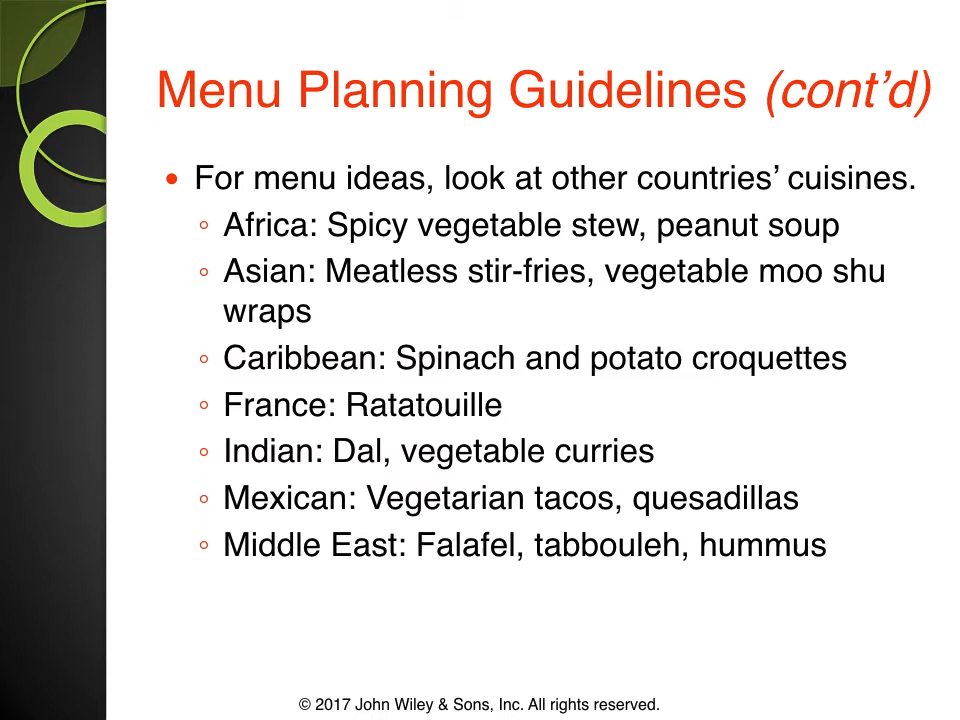 Menu Planning Guidelines (cont’d)
• For menu ideas, look at other countries’ cuisines.
◦ Africa: Spicy vegetable stew, peanut soup
◦ Asian: Meatless stir-fries, vegetable moo shu
wraps
◦ Caribbean: Spinach and potato croquettes
◦ France: Ratatouille
◦ Indian: Dal, vegetable curries
◦ Mexican: Vegetarian tacos, quesadillas
◦ Middle East: Falafel, tabbouleh, hummus
© 2017 John Wiley & Sons, Inc. All rights reserved.